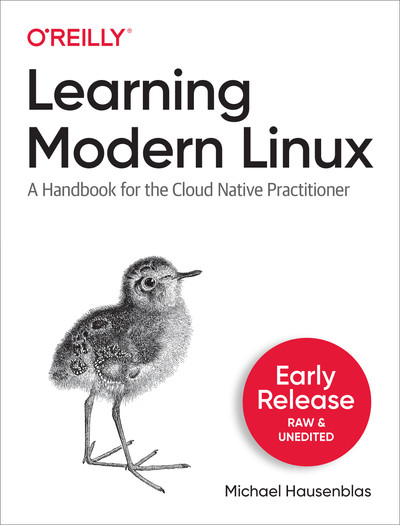 O'REILLY®
Learning
Modern Linux
A Handbook for the Cloud Native Practitioner
Early
Release
RAW &
UNEDITED
Michael Hausenblas